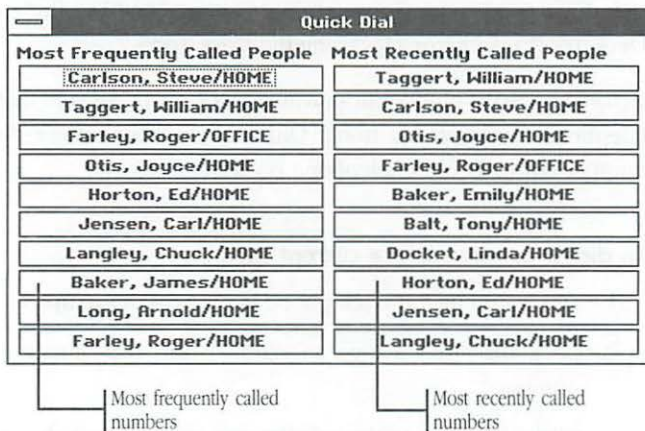 Quick Dial
Most Frequently Called People
Carlson, Steve/HOME
Taggert, William/HOME
Farley, Roger/OFFICE
Otis, Joyce/HOME
Horton, Ed/HOME
Jensen, Carl/HOME
Langley, Chuck/HOME
Baker, James/HOME
Long, Arnold/HOME
Farley, Roger/HOME
Most Recently Called People
Taggert, William/HOME
Carlson, Steve/HOME
Otis, Joyce/HOME
Farley, Roger/OFFICE
Baker, Emily/HOME
Balt, Tony/HOME
Docket, Linda/HOME
Horton, Ed/HOME
Jensen, Carl/HOME
Langley, Chuck/HOME
Most frequently called
numbers
Most recently called
numbers